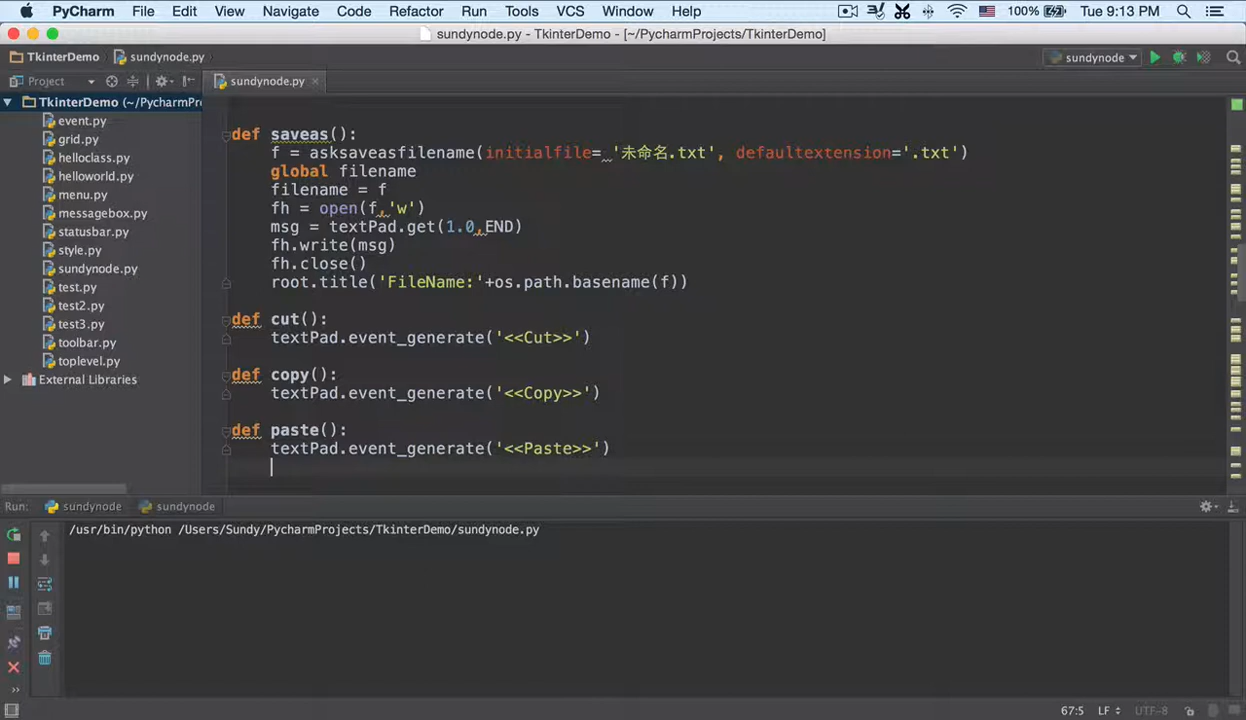 PyCharm File Edit View Navigate Code Refactor Run Tools VCS Window Help 100% Tue 9:13 PM
sundynode.py - TkinterDemo - [~/PycharmProjects/TkinterDemo]
TkinterDemo sundynode.py sundynode
Project sundynode.py
TkinterDemo (~/PycharmPr
event.py
grid.py
helloclass.py
helloworld.py
menu.py
messagebox.py
statusbar.py
style.py
sundynode.py
test.py
test2.py
test3.py
toolbar.py
toplevel.py
External Libraries
def saveas():
f = asksaveasfilename(initialfile= '未命名.txt', defaultextension='.txt')
global filename
filename = f
fh = open(f,'w')
msg = textPad.get(1.0,END)
fh.write(msg)
fh.close()
root.title('FileName:'+os.path.basename(f))
def cut():
textPad.event_generate('<<Cut>>')
def copy():
textPad.event_generate('<<Copy>>')
def paste():
textPad.event_generate('<<Paste>>')
Run: sundynode sundynode
/usr/bin/python /Users/Sundy/PycharmProjects/TkinterDemo/sundynode.py
67:5 LF UTF-8